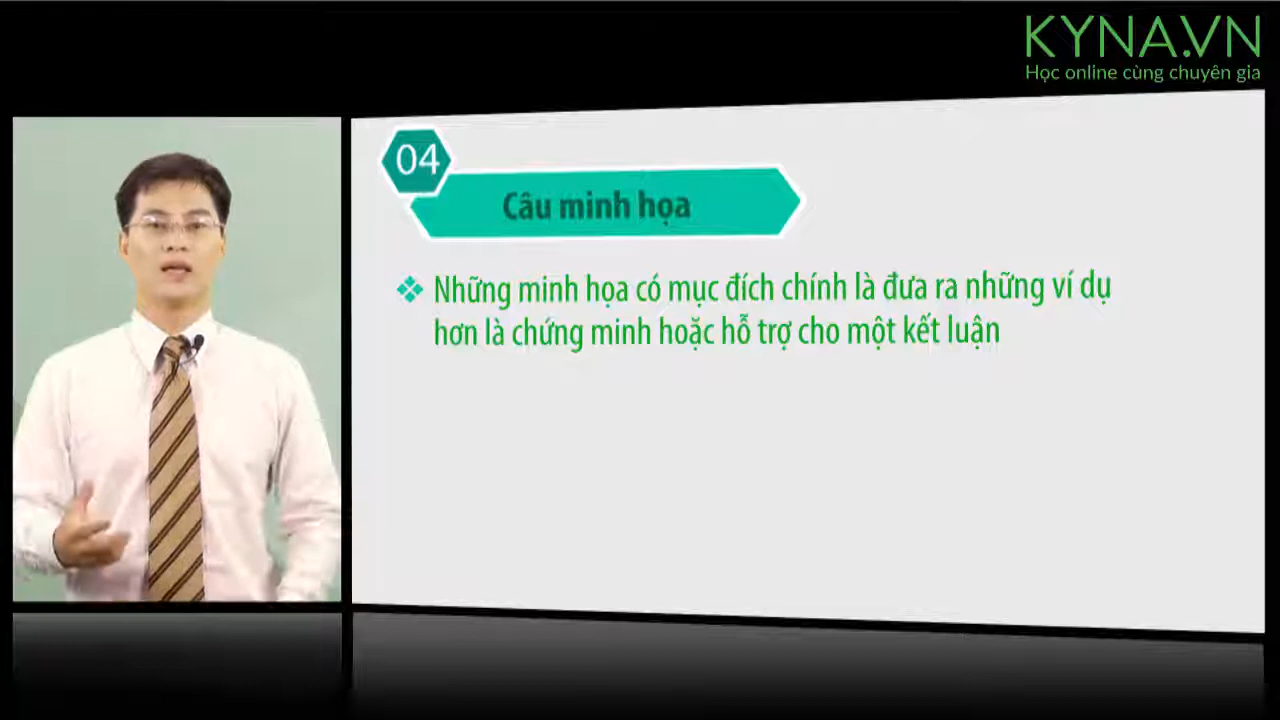 KYNA.VN
Học online cùng chuyên gia
04
Câu minh họa
Những minh họa có mục đích chính là đưa ra những ví dụ
hơn là chứng minh hoặc hỗ trợ cho một kết luận